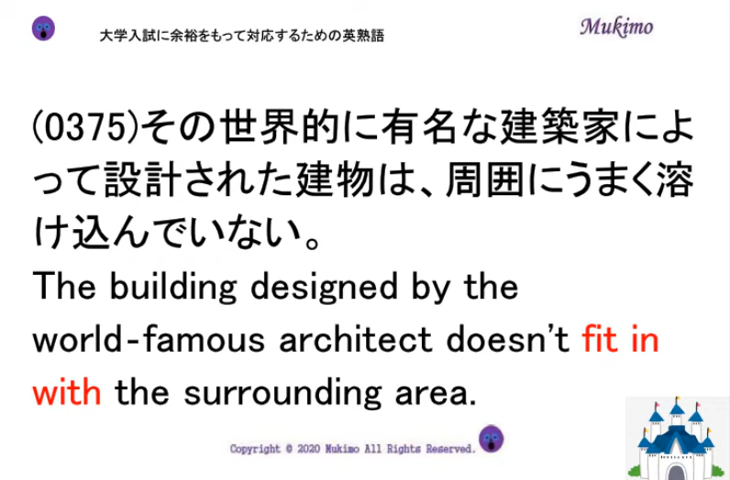 大学入試に余裕をもって対応するための英熟語
Mukimo
(0375)その世界的に有名な建築家によ
って設計された建物は、周囲にうまく溶
け込んでいない。
The building designed by the
world-famous architect doesn't fit in
with the surrounding area.
Copyright © 2020 Mukimo All Rights Reserved.